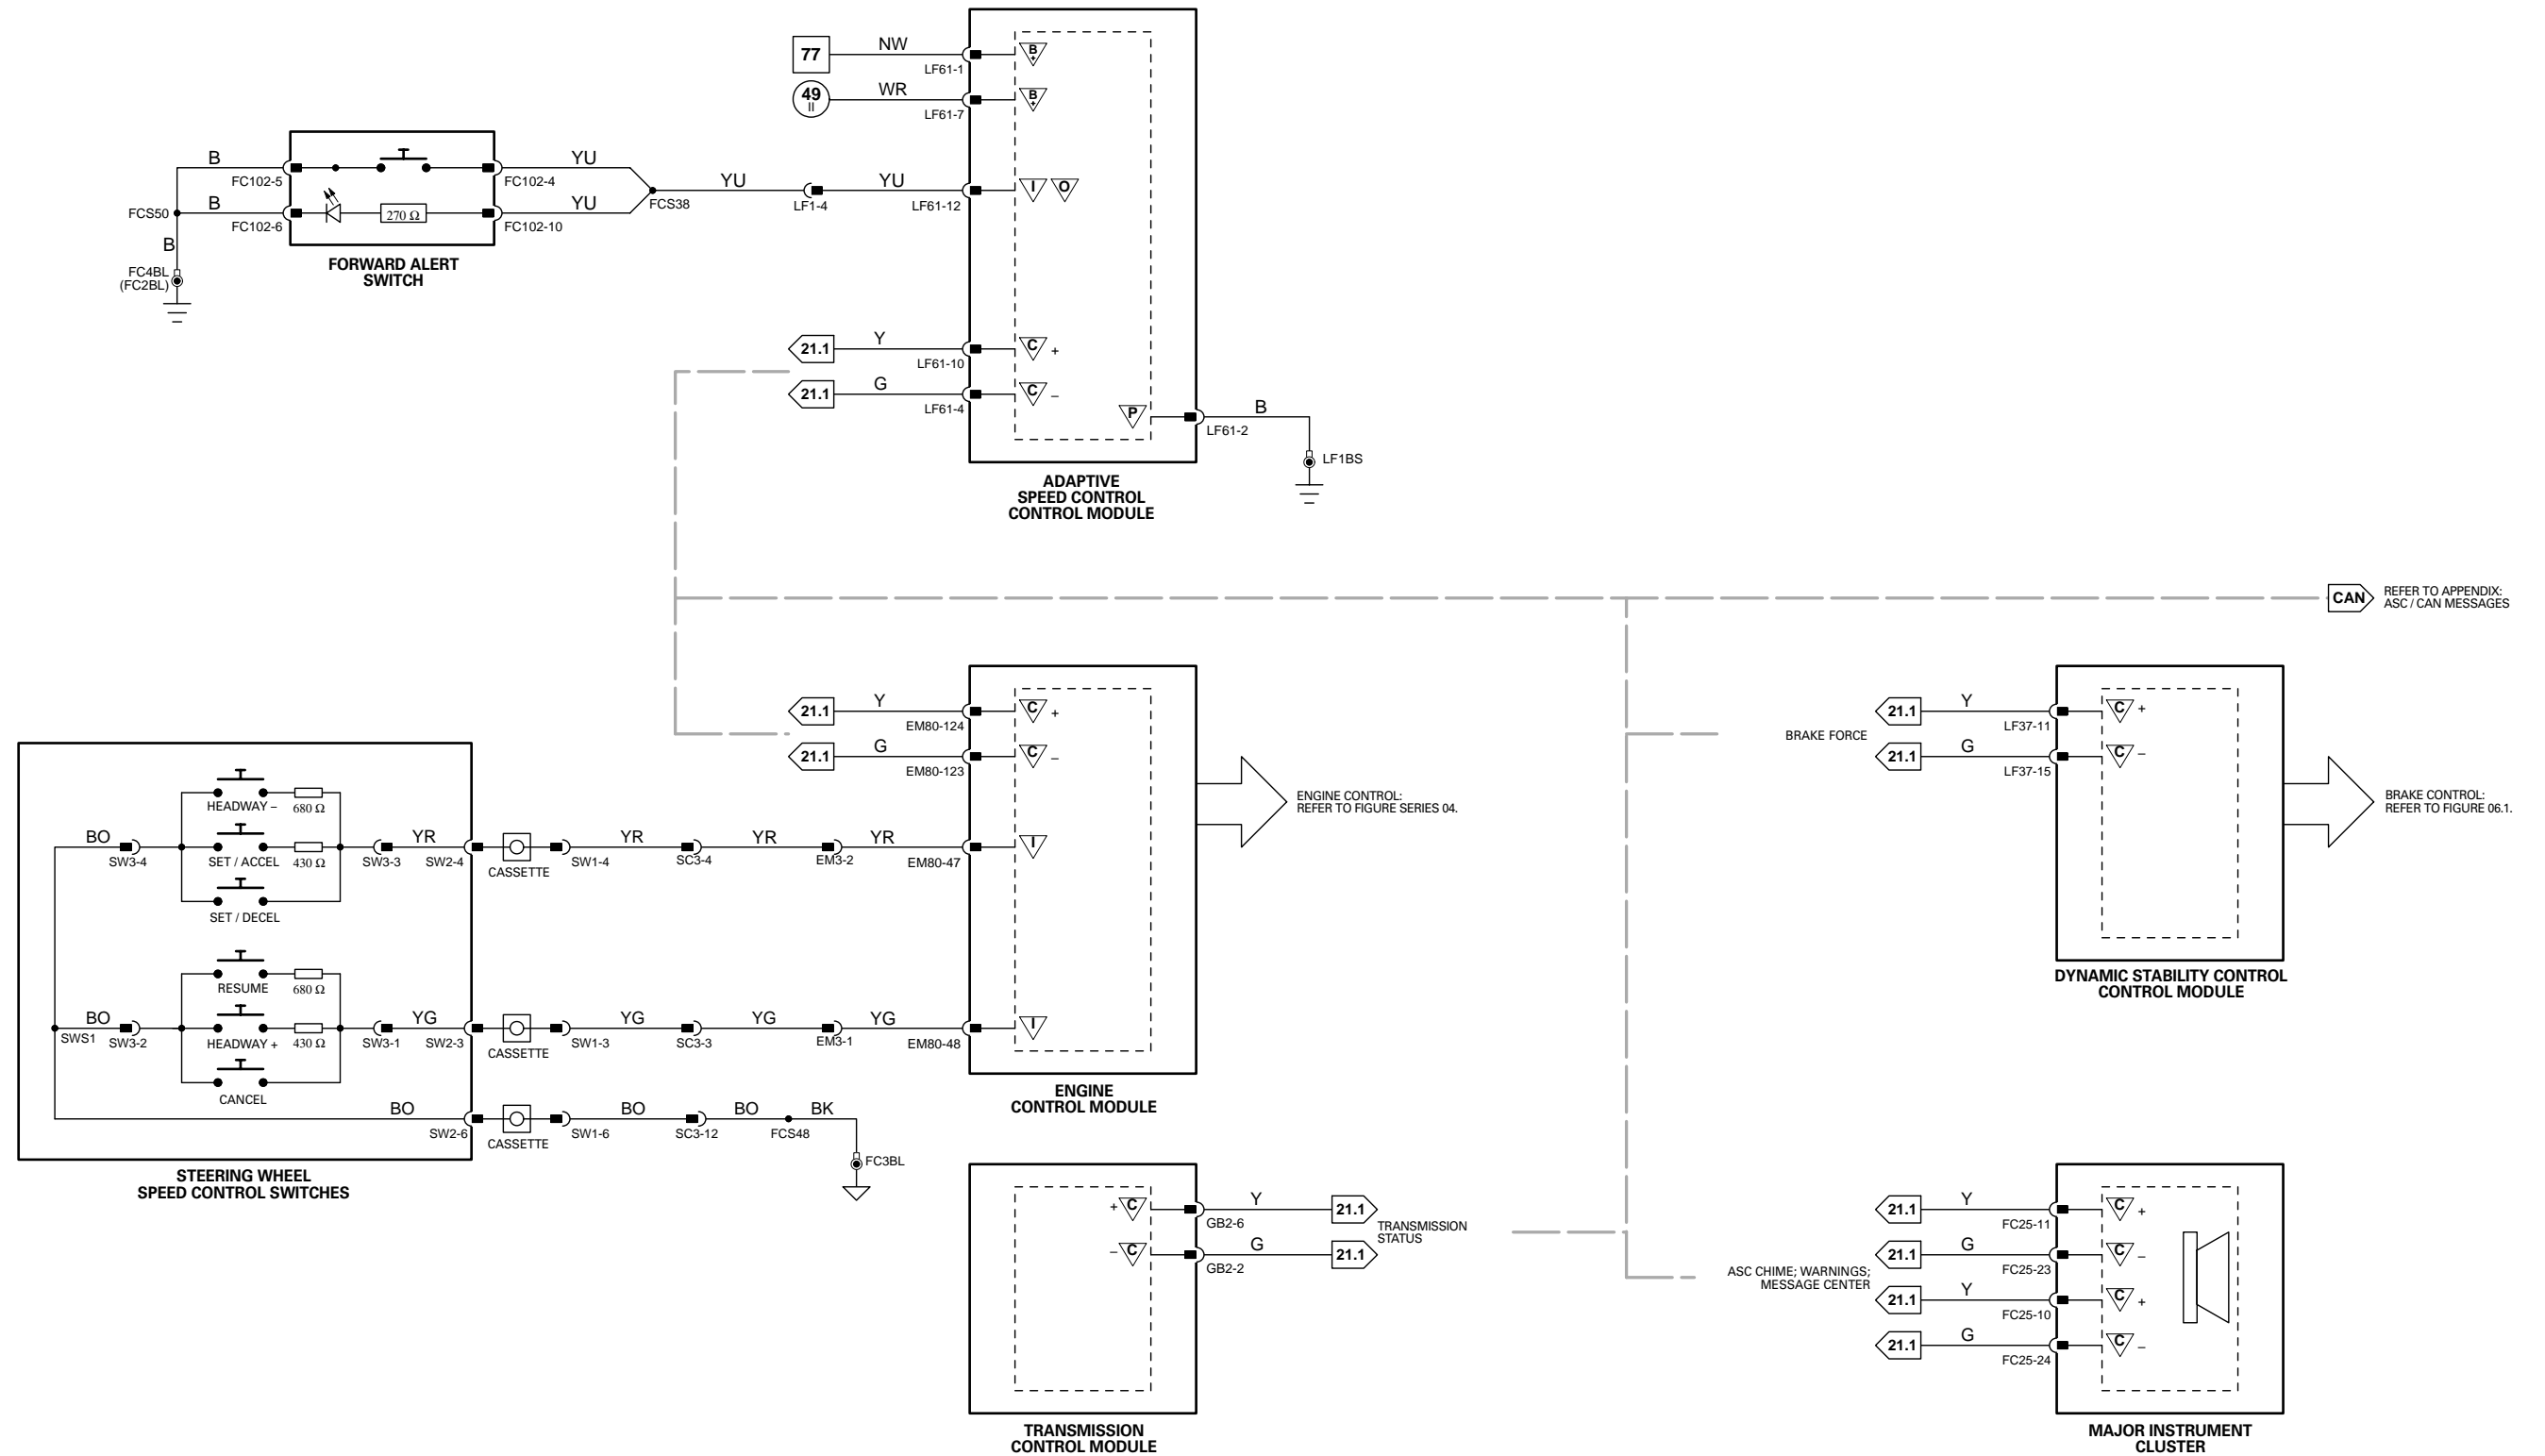 77
NW
LF61-1
B
+
49
II
WR
LF61-7
B
+
B
FC102-5
FC102-4
YU
FCS50
B
FC102-6
270 Ω
FC102-10
YU
FCS38
YU
LF1-4
YU
LF61-12
I
O
B
FC4BL
(FC2BL)
FORWARD ALERT
SWITCH
21.1
Y
LF61-10
C
+
21.1
G
LF61-4
C
–
P
LF61-2
B
LF1BS
ADAPTIVE
SPEED CONTROL
CONTROL MODULE
CAN
REFER TO APPENDIX:
ASC / CAN MESSAGES
21.1
Y
EM80-124
C
+
21.1
G
EM80-123
C
–
ENGINE CONTROL:
REFER TO FIGURE SERIES 04.
BRAKE FORCE
21.1
Y
LF37-11
C
+
21.1
G
LF37-15
C
–
BRAKE CONTROL:
REFER TO FIGURE 06.1.
DYNAMIC STABILITY CONTROL
CONTROL MODULE
HEADWAY –
680 Ω
BO
SW3-4
SET / ACCEL
430 Ω
SW3-3
YR
SW2-4
CASSETTE
SW1-4
YR
SC3-4
YR
EM3-2
YR
EM80-47
I
SET / DECEL
RESUME
680 Ω
BO
SWS1
SW3-2
HEADWAY +
430 Ω
SW3-1
YG
SW2-3
CASSETTE
SW1-3
YG
SC3-3
YG
EM3-1
YG
EM80-48
I
CANCEL
BO
SW2-6
CASSETTE
SW1-6
BO
SC3-12
BO
FCS48
BK
FC3BL
STEERING WHEEL
SPEED CONTROL SWITCHES
ENGINE
CONTROL MODULE
+
C
GB2-6
Y
21.1
–
C
GB2-2
G
21.1
TRANSMISSION
STATUS
TRANSMISSION
CONTROL MODULE
ASC CHIME; WARNINGS;
MESSAGE CENTER
21.1
Y
FC25-11
C
+
21.1
G
FC25-23
C
–
21.1
Y
FC25-10
C
+
21.1
G
FC25-24
C
–
MAJOR INSTRUMENT
CLUSTER